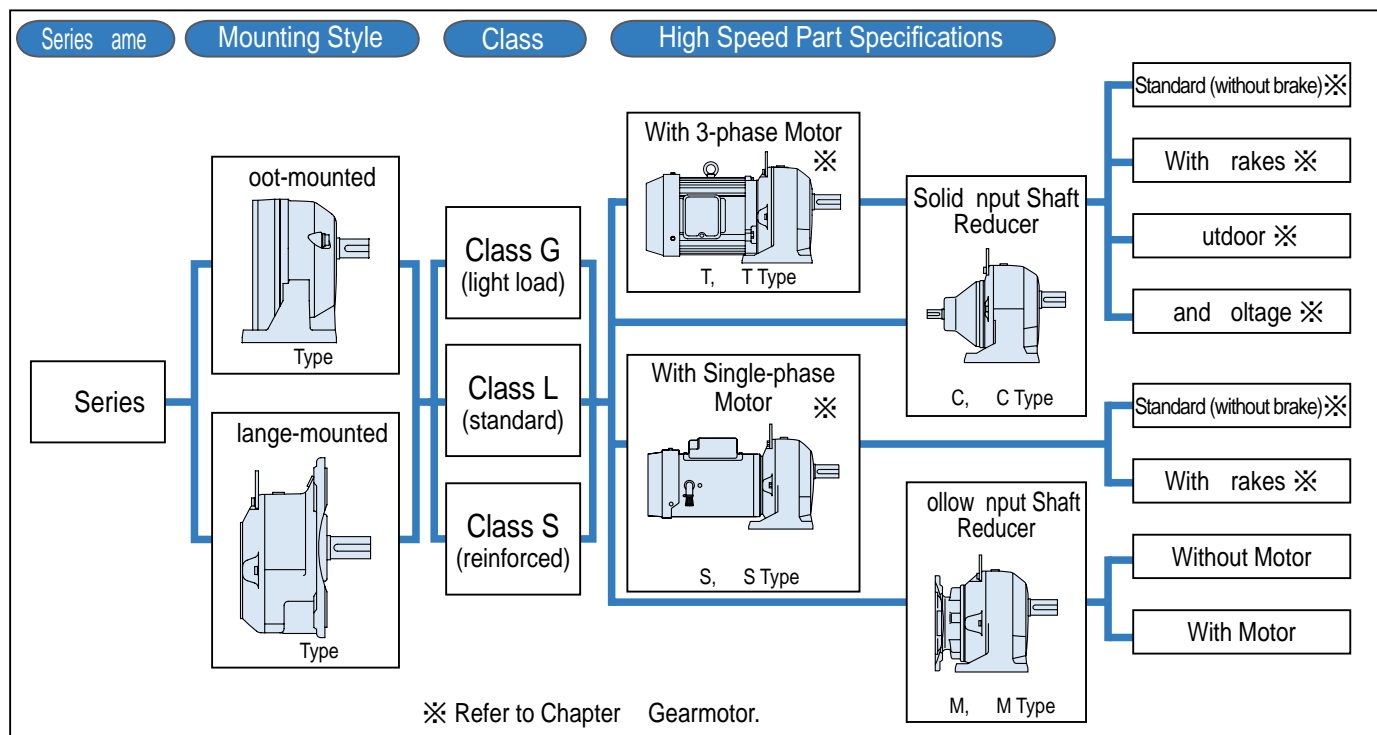 Series ame
Mounting Style
Class
High Speed Part Specifications
Series
oot-mounted
Type
lange-mounted
Type
Class G
(light load)
Class L
(standard)
Class S
(reinforced)
With 3-phase Motor
※
T, T Type
With Single-phase
Motor ※
S, S Type
Solid nput Shaft
Reducer
C, C Type
ollow nput Shaft
Reducer
M, M Type
Standard (without brake)※
With rakes ※
utdoor ※
and oltage ※
Standard (without brake)※
With rakes ※
Without Motor
With Motor
※ Refer to Chapter Gearmotor.